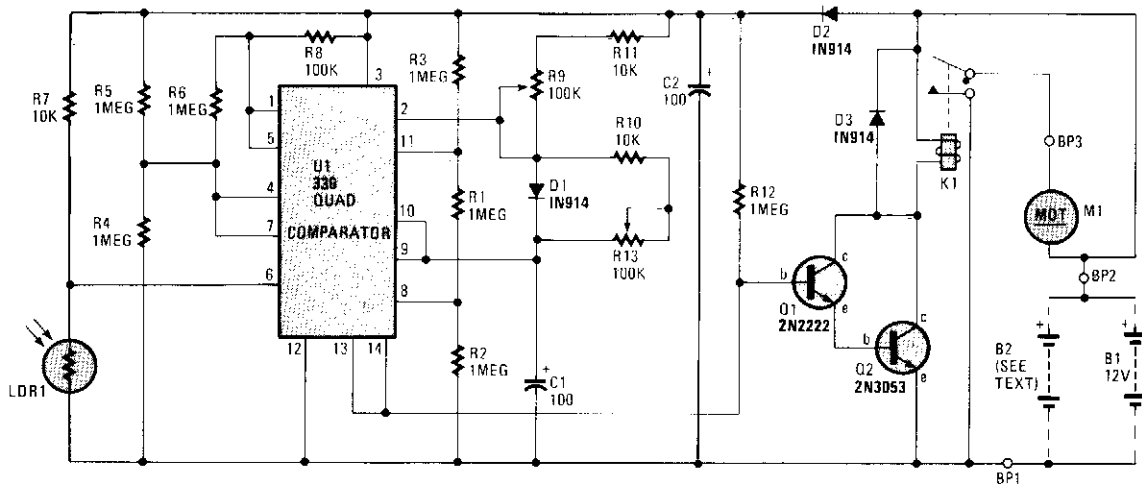 R7
10K
R5
1MEG
R6
1MEG
R4
1MEG
LDR1
R8
100K
3
1
5
4
7
6
2
11
10
9
8
12
13
14
U1
339
QUAD
COMPARATOR
R3
1MEG
R1
1MEG
R2
1MEG
R9
100K
R11
10K
R10
10K
D1
IN914
R13
100K
+
C1
100
C2
100
+
R12
1MEG
D2
IN914
D3
IN914
K1
b
c
e
Q1
2N2222
b
c
e
Q2
2N3053
BP3
MOT
M1
BP2
+
B2
(SEE
TEXT)
+
B1
12V
BP1